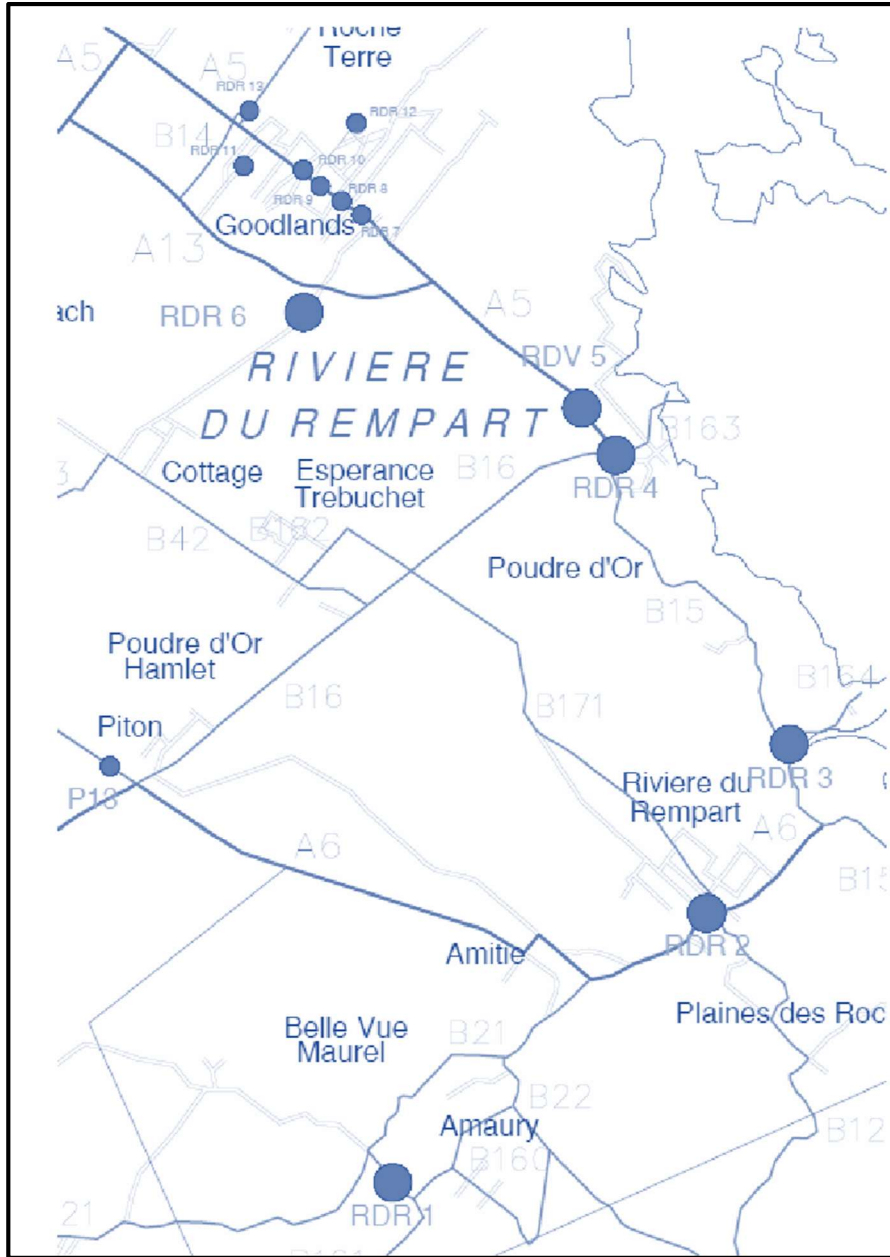 Roche
Terre
A5
A5
RDR 13
RDR 12
B14
RDR 11
RDR 10
RDR 9
RDR 8
RDR 7
Goodlands
A13
ach
RDR 6
A5
RDV 5
RIVIERE
DU REMPART
B163
Cottage
Esperance
Trebuchet
B16
RDR 4
B42
B162
Poudre d'Or
B15
Poudre d'Or
Hamlet
B16
B164
Piton
B171
P13
Riviere du
Rempart
RDR 3
A6
A6
B15
Amitie
RDR 2
Belle Vue
Maurel
B21
Plaines des Roc
B22
Amaury
B12
B160
RDR 1
21